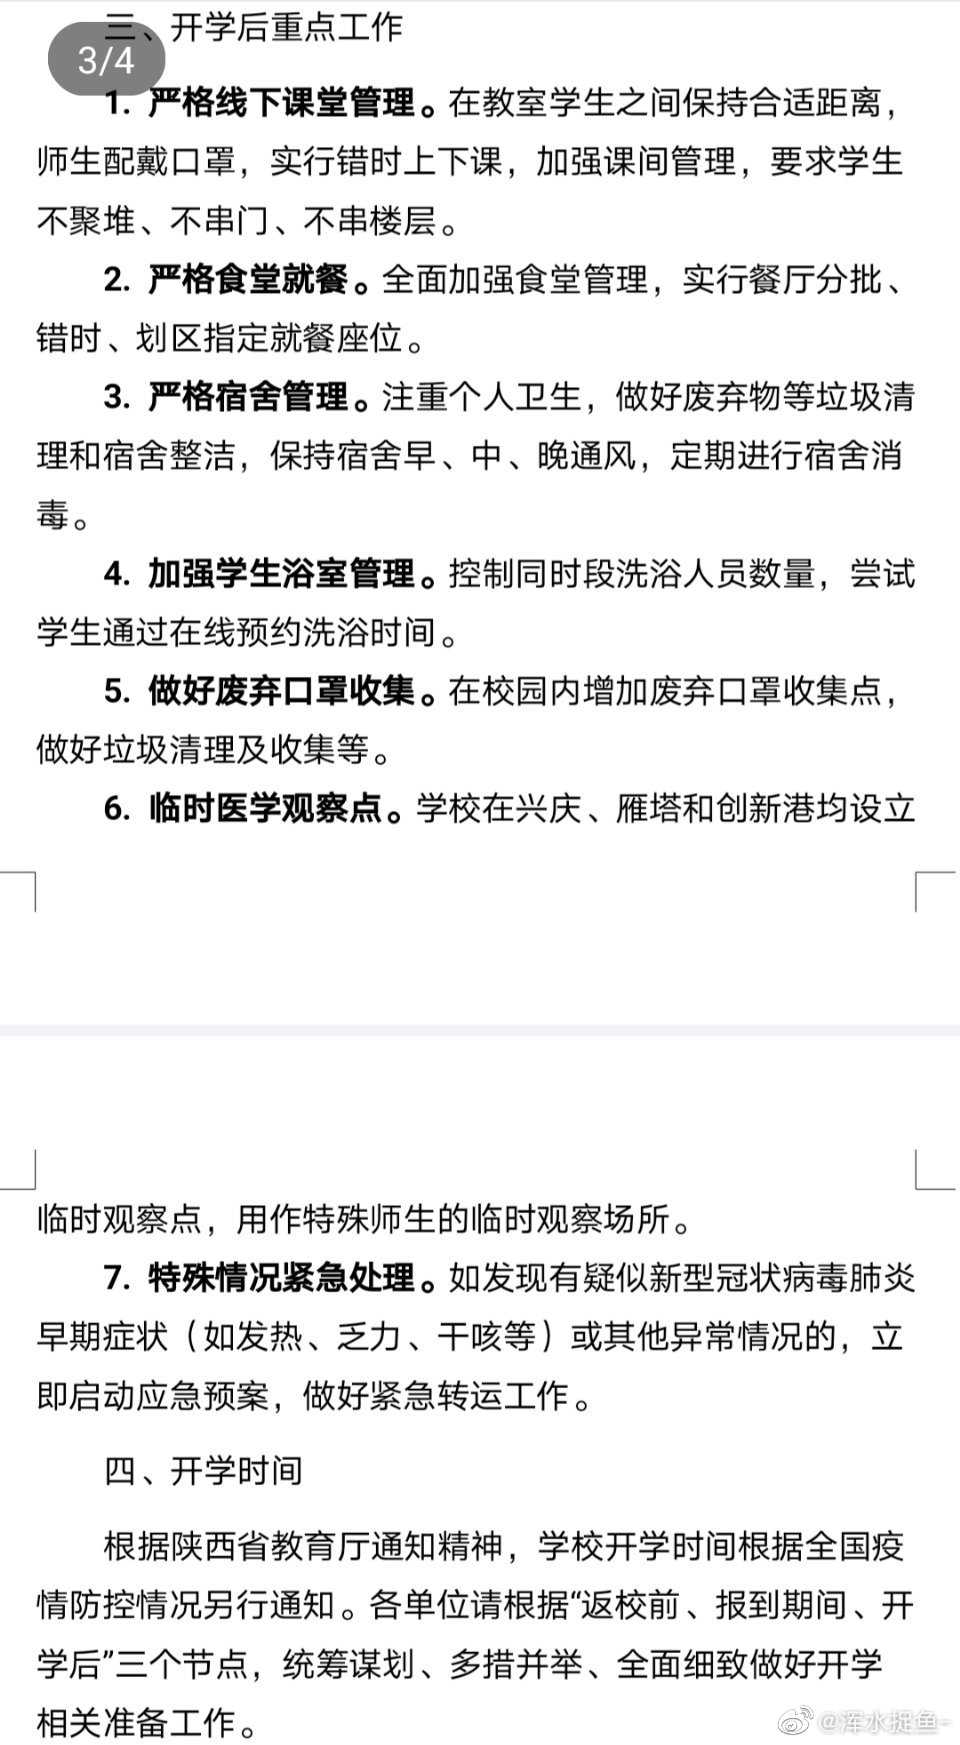 三、开学后重点工作
3/4
1. 严格线下课堂管理。在教室学生之间保持合适距离，
师生配戴口罩，实行错时上下课，加强课间管理，要求学生
不聚堆、不串门、不串楼层。
2. 严格食堂就餐。全面加强食堂管理，实行餐厅分批、
错时、划区指定就餐座位。
3. 严格宿舍管理。注重个人卫生，做好废弃物等垃圾清
理和宿舍整洁，保持宿舍早、中、晚通风，定期进行宿舍消
毒。
4. 加强学生浴室管理。控制同时段洗浴人员数量，尝试
学生通过在线预约洗浴时间。
5. 做好废弃口罩收集。在校园内增加废弃口罩收集点，
做好垃圾清理及收集等。
6. 临时医学观察点。学校在兴庆、雁塔和创新港均设立
临时观察点，用作特殊师生的临时观察场所。
7. 特殊情况紧急处理。如发现有疑似新型冠状病毒肺炎
早期症状（如发热、乏力、干咳等）或其他异常情况的，立
即启动应急预案，做好紧急转运工作。
四、开学时间
根据陕西省教育厅通知精神，学校开学时间根据全国疫
情防控情况另行通知。各单位请根据“返校前、报到期间、开
学后”三个节点，统筹谋划、多措并举、全面细致做好开学
相关准备工作。
@浑水捉鱼-